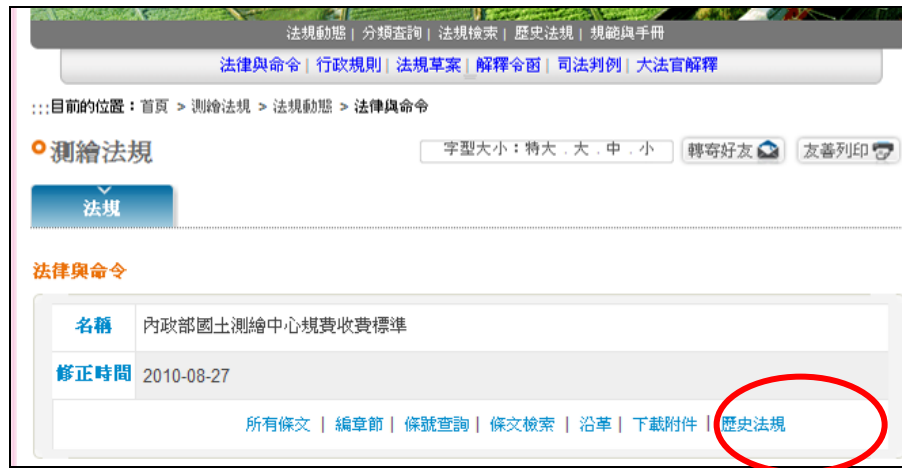 法規動態 | 分類查詢 | 法規檢索 | 歷史法規 | 規範與手冊
法律與命令 | 行政規則 | 法規草案 | 解釋令函 | 司法判例 | 大法官解釋
:::目前的位置：首頁 > 測繪法規 > 法規動態 > 法律與命令
測繪法規 字型大小：特大 . 大 . 中 . 小 轉寄好友 友善列印
法規
法律與命令
名稱 內政部國土測繪中心規費收費標準
修正時間 2010-08-27
所有條文 | 編章節 | 條號查詢 | 條文檢索 | 沿革 | 下載附件 | 歷史法規